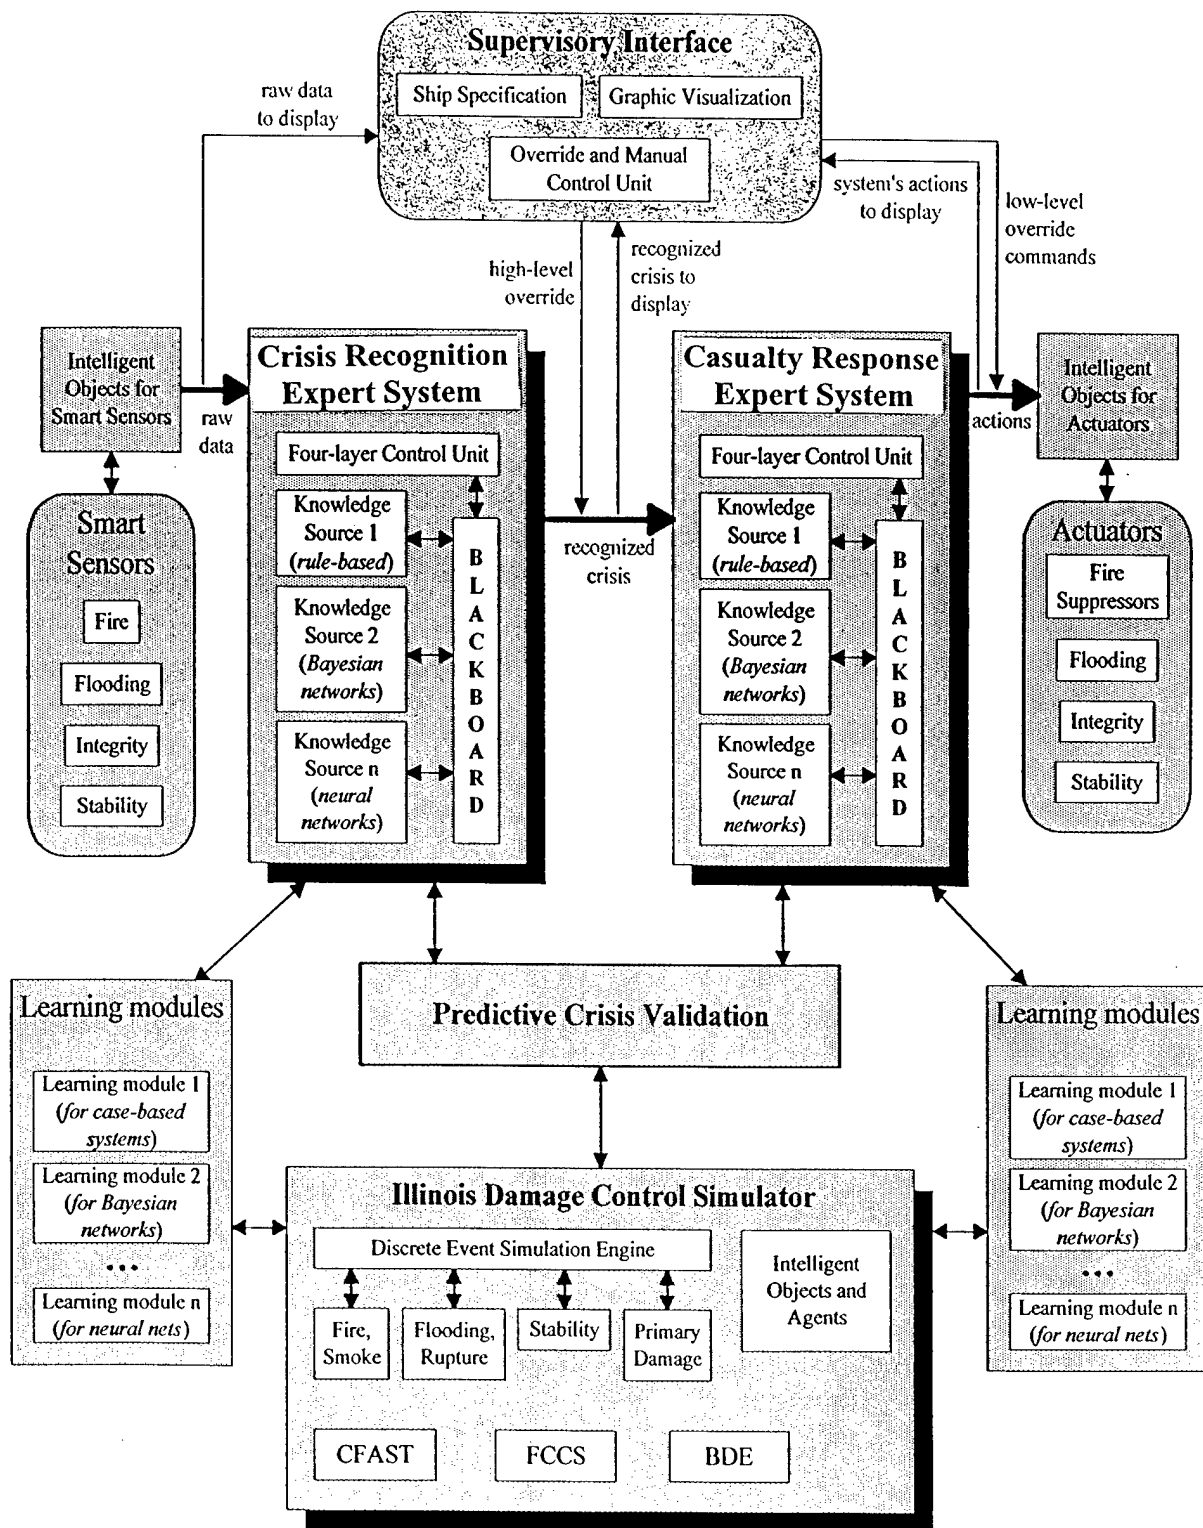 Supervisory Interface
Ship Specification
Graphic Visualization
Override and Manual
Control Unit
raw data
to display
system's actions
to display
low-level
override
commands
high-level
override
recognized
crisis to
display
Intelligent
Objects for
Smart Sensors
raw
data
Crisis Recognition
Expert System
Four-layer Control Unit
Knowledge
Source 1
(rule-based)
Knowledge
Source 2
(Bayesian
networks)
Knowledge
Source n
(neural
networks)
B
L
A
C
K
B
O
A
R
D
recognized
crisis
Casualty Response
Expert System
Four-layer Control Unit
Knowledge
Source 1
(rule-based)
Knowledge
Source 2
(Bayesian
networks)
Knowledge
Source n
(neural
networks)
B
L
A
C
K
B
O
A
R
D
actions
Intelligent
Objects for
Actuators
Smart
Sensors
Fire
Flooding
Integrity
Stability
Actuators
Fire
Suppressors
Flooding
Integrity
Stability
Learning modules
Learning module 1
(for case-based
systems)
Learning module 2
(for Bayesian
networks)
...
Learning module n
(for neural nets)
Predictive Crisis Validation
Learning modules
Learning module 1
(for case-based
systems)
Learning module 2
(for Bayesian
networks)
...
Learning module n
(for neural nets)
Illinois Damage Control Simulator
Discrete Event Simulation Engine
Fire,
Smoke
Flooding,
Rupture
Stability
Primary
Damage
Intelligent
Objects and
Agents
CFAST
FCCS
BDE